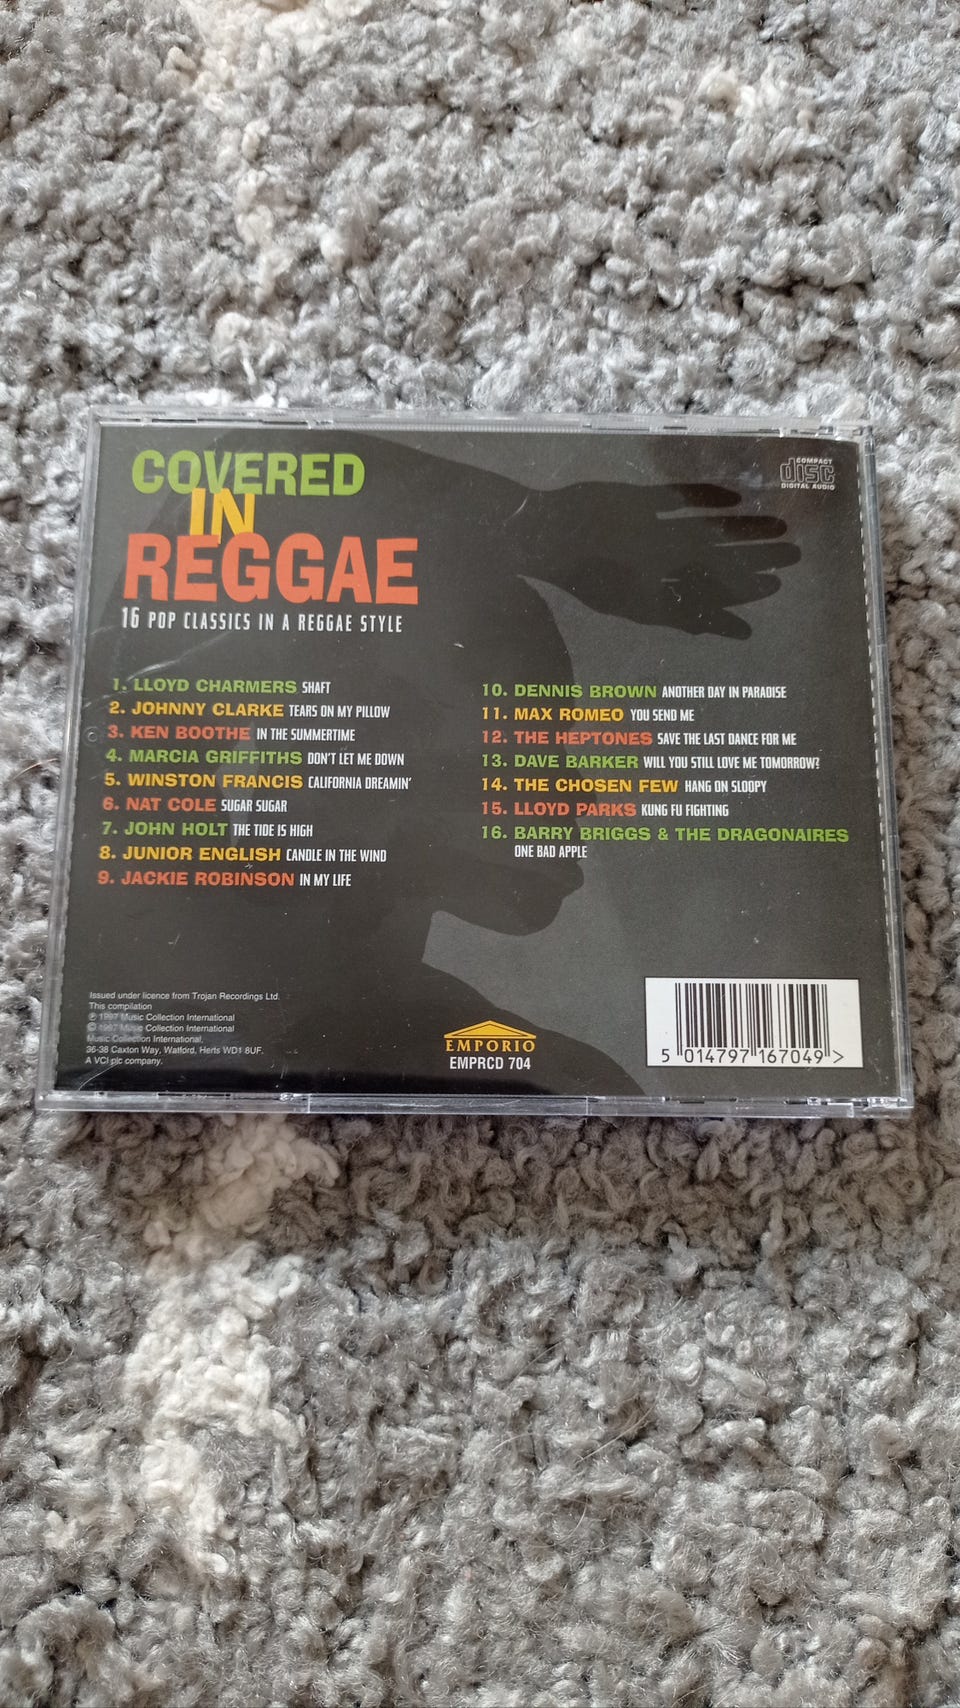 COVERED
IN
REGGAE
16 POP CLASSICS IN A REGGAE STYLE
COMPACT
disc
DIGITAL AUDIO
1. LLOYD CHARMERS SHAFT
2. JOHNNY CLARKE TEARS ON MY PILLOW
3. KEN BOOTHE IN THE SUMMERTIME
4. MARCIA GRIFFITHS DON'T LET ME DOWN
5. WINSTON FRANCIS CALIFORNIA DREAMIN'
6. NAT COLE SUGAR SUGAR
7. JOHN HOLT THE TIDE IS HIGH
8. JUNIOR ENGLISH CANDLE IN THE WIND
9. JACKIE ROBINSON IN MY LIFE
10. DENNIS BROWN ANOTHER DAY IN PARADISE
11. MAX ROMEO YOU SEND ME
12. THE HEPTONES SAVE THE LAST DANCE FOR ME
13. DAVE BARKER WILL YOU STILL LOVE ME TOMORROW?
14. THE CHOSEN FEW HANG ON SLOOPY
15. LLOYD PARKS KUNG FU FIGHTING
16. BARRY BRIGGS & THE DRAGONAIRES
ONE BAD APPLE
Issued under licence from Trojan Recordings Ltd.
This compilation
℗ 1997 Music Collection International
© 1997 Music Collection International
Music Collection International,
36-38 Caxton Way, Watford, Herts WD1 8UF.
A VCI plc company.
EMPORIO
EMPRCD 704
5 014797 167049 >